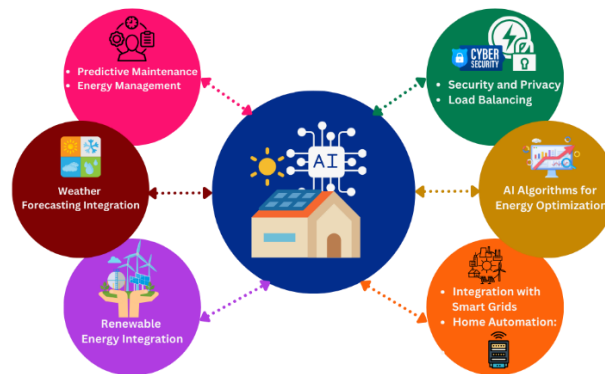 Predictive Maintenance
Energy Management
CYBER
SECURITY
Security and Privacy
Load Balancing
AI
Weather
Forecasting Integration
AI Algorithms for
Energy Optimization
Renewable
Energy Integration
Integration with
Smart Grids
Home Automation: